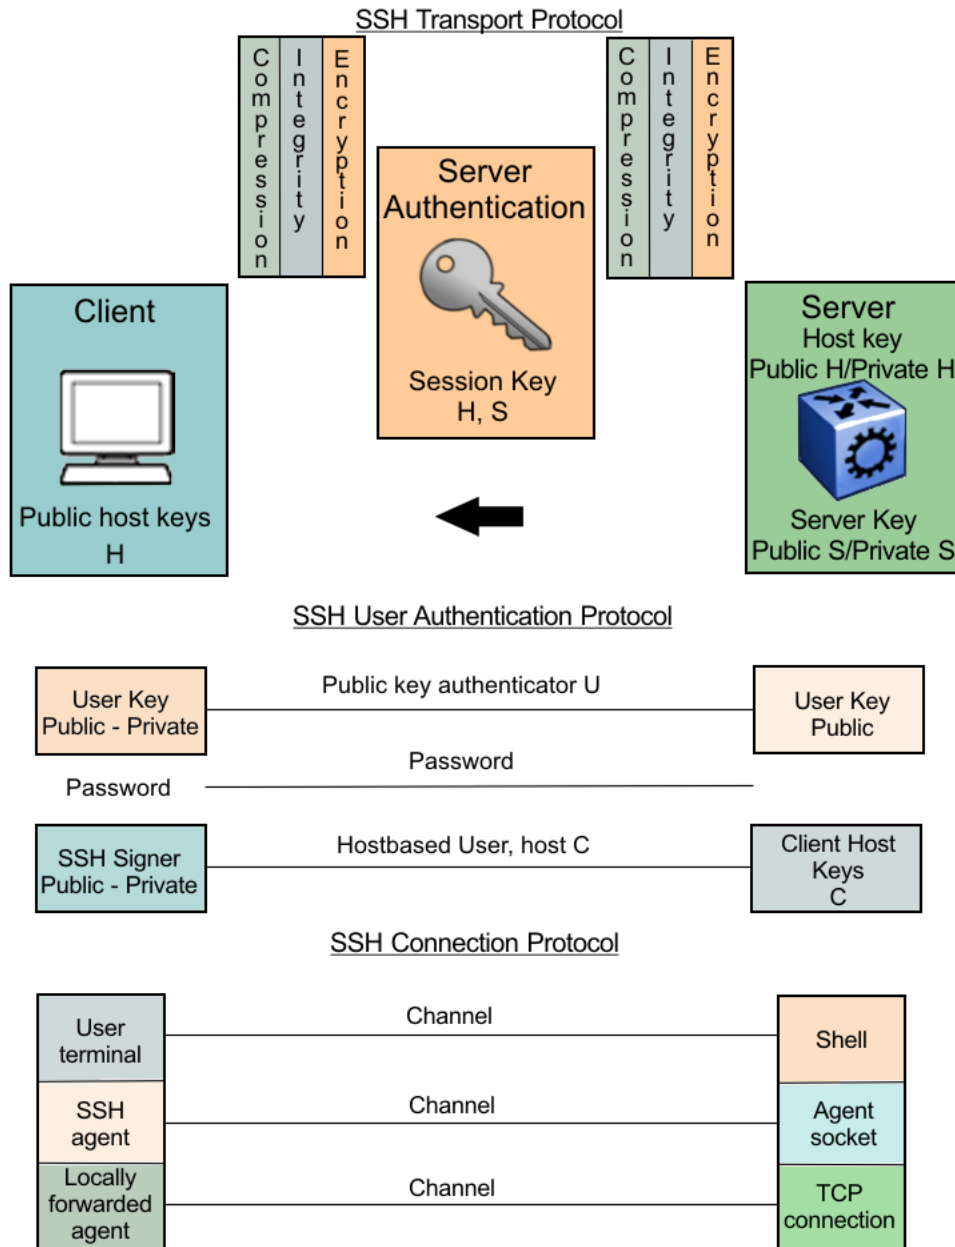 SSH Transport Protocol
Compression
Integrity
Encryption
Compression
Integrity
Encryption
Server
Authentication
Session Key
H, S
Client
Public host keys
H
Server
Host key
Public H/Private H
Server Key
Public S/Private S
SSH User Authentication Protocol
User Key
Public - Private
Public key authenticator U
User Key
Public
Password
Password
SSH Signer
Public - Private
Hostbased User, host C
Client Host
Keys
C
SSH Connection Protocol
User
terminal
Channel
Shell
SSH
agent
Channel
Agent
socket
Locally
forwarded
agent
Channel
TCP
connection